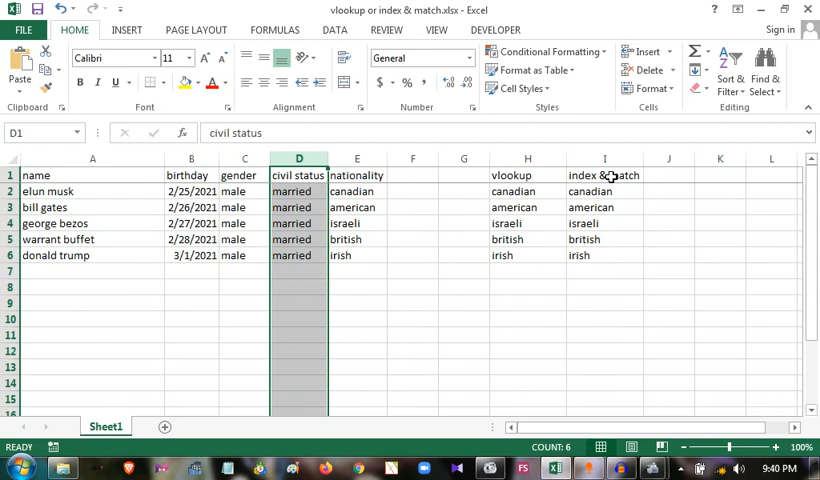 vlookup or index & match.xlsx - Excel
FILE HOME INSERT PAGE LAYOUT FORMULAS DATA REVIEW VIEW DEVELOPER Sign in
Paste Calibri 11 General Conditional Formatting Insert Sort & Find &
B I U A $ % , Format as Table Delete Filter Select
Cell Styles Format
Clipboard Font Alignment Number Styles Cells Editing
D1 fx civil status
A B C D E F G H I J K L
1 name birthday gender civil status nationality vlookup index & match
2 elun musk 2/25/2021 male married canadian canadian canadian
3 bill gates 2/26/2021 male married american american american
4 george bezos 2/27/2021 male married israeli israeli israeli
5 warrant buffet 2/28/2021 male married british british british
6 donald trump 3/1/2021 male married irish irish irish
7
8
9
10
11
12
13
14
15
16
Sheet1
READY COUNT: 6 100%
FS 9:40 PM